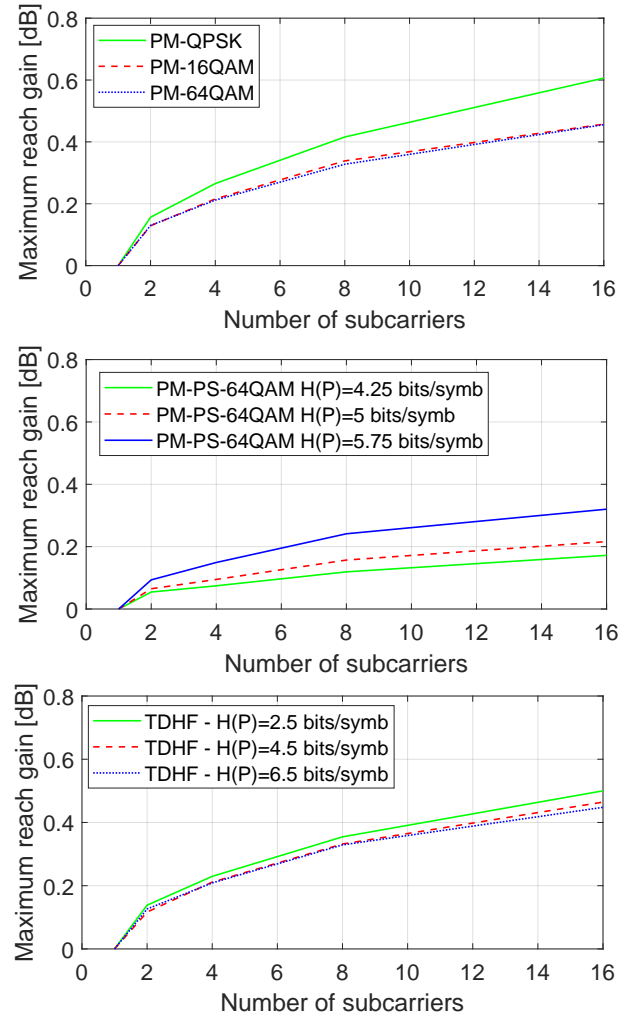 Maximum reach gain [dB]
0.8
0.6
0.4
0.2
0
PM-QPSK
PM-16QAM
PM-64QAM
0 2 4 6 8 10 12 14 16
Number of subcarriers
Maximum reach gain [dB]
0.8
0.6
0.4
0.2
0
PM-PS-64QAM H(P)=4.25 bits/symb
PM-PS-64QAM H(P)=5 bits/symb
PM-PS-64QAM H(P)=5.75 bits/symb
0 2 4 6 8 10 12 14 16
Number of subcarriers
Maximum reach gain [dB]
0.8
0.6
0.4
0.2
0
TDHF - H(P)=2.5 bits/symb
TDHF - H(P)=4.5 bits/symb
TDHF - H(P)=6.5 bits/symb
0 2 4 6 8 10 12 14 16
Number of subcarriers